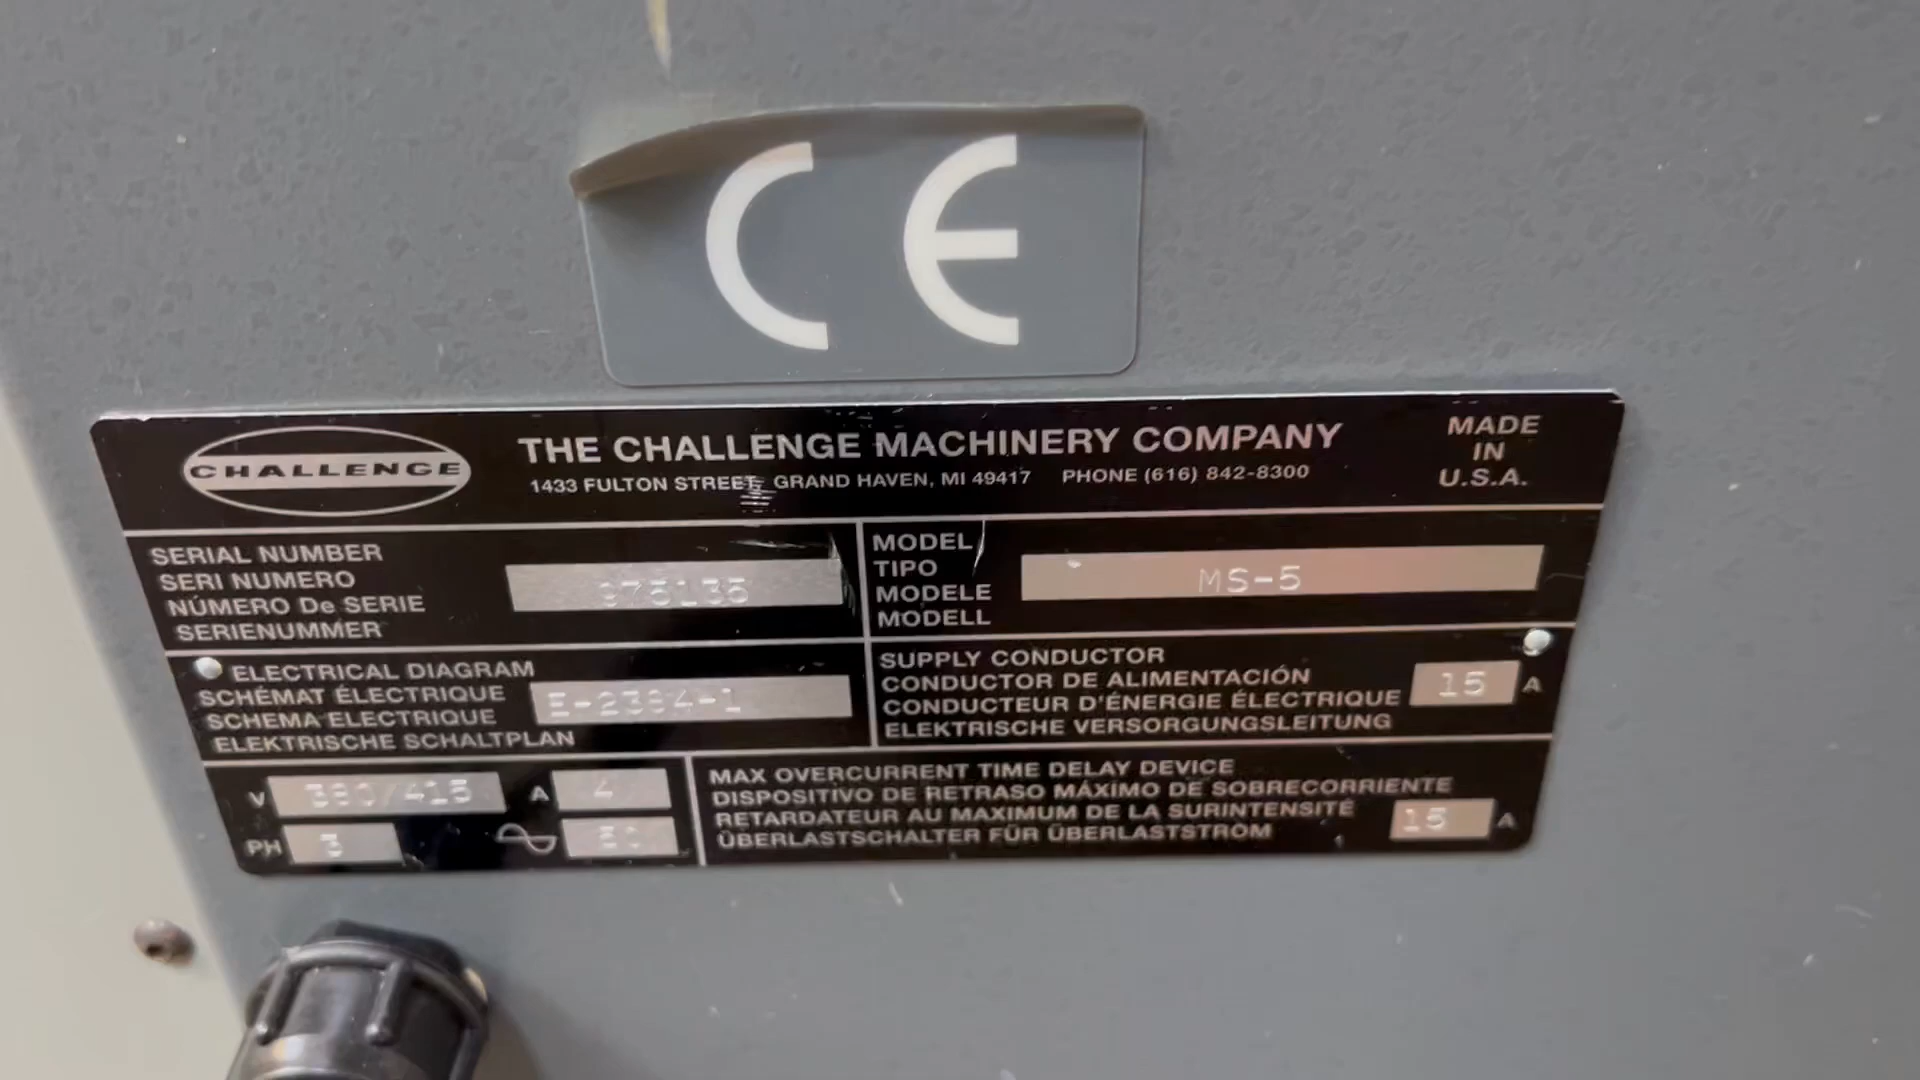 CE
CHALLENGE
THE CHALLENGE MACHINERY COMPANY
1433 FULTON STREET, GRAND HAVEN, MI 49417 PHONE (616) 842-8300
MADE
IN
U.S.A.
SERIAL NUMBER
SERI NUMERO
NÚMERO De SERIE
SERIENUMMER
975135
MODEL
TIPO
MODELE
MODELL
MS-5
ELECTRICAL DIAGRAM
SCHÉMAT ÉLECTRIQUE
SCHEMA ELECTRIQUE
ELEKTRISCHE SCHALTPLAN
E-2384-1
SUPPLY CONDUCTOR
CONDUCTOR DE ALIMENTACIÓN
CONDUCTEUR D'ÉNERGIE ÉLECTRIQUE
ELEKTRISCHE VERSORGUNGSLEITUNG
15 A
V 380/415 A 4
PH 3 50
MAX OVERCURRENT TIME DELAY DEVICE
DISPOSITIVO DE RETRASO MÁXIMO DE SOBRECORRIENTE
RETARDATEUR AU MAXIMUM DE LA SURINTENSITÉ
ÜBERLASTSCHALTER FÜR ÜBERLASTSTROM
15 A